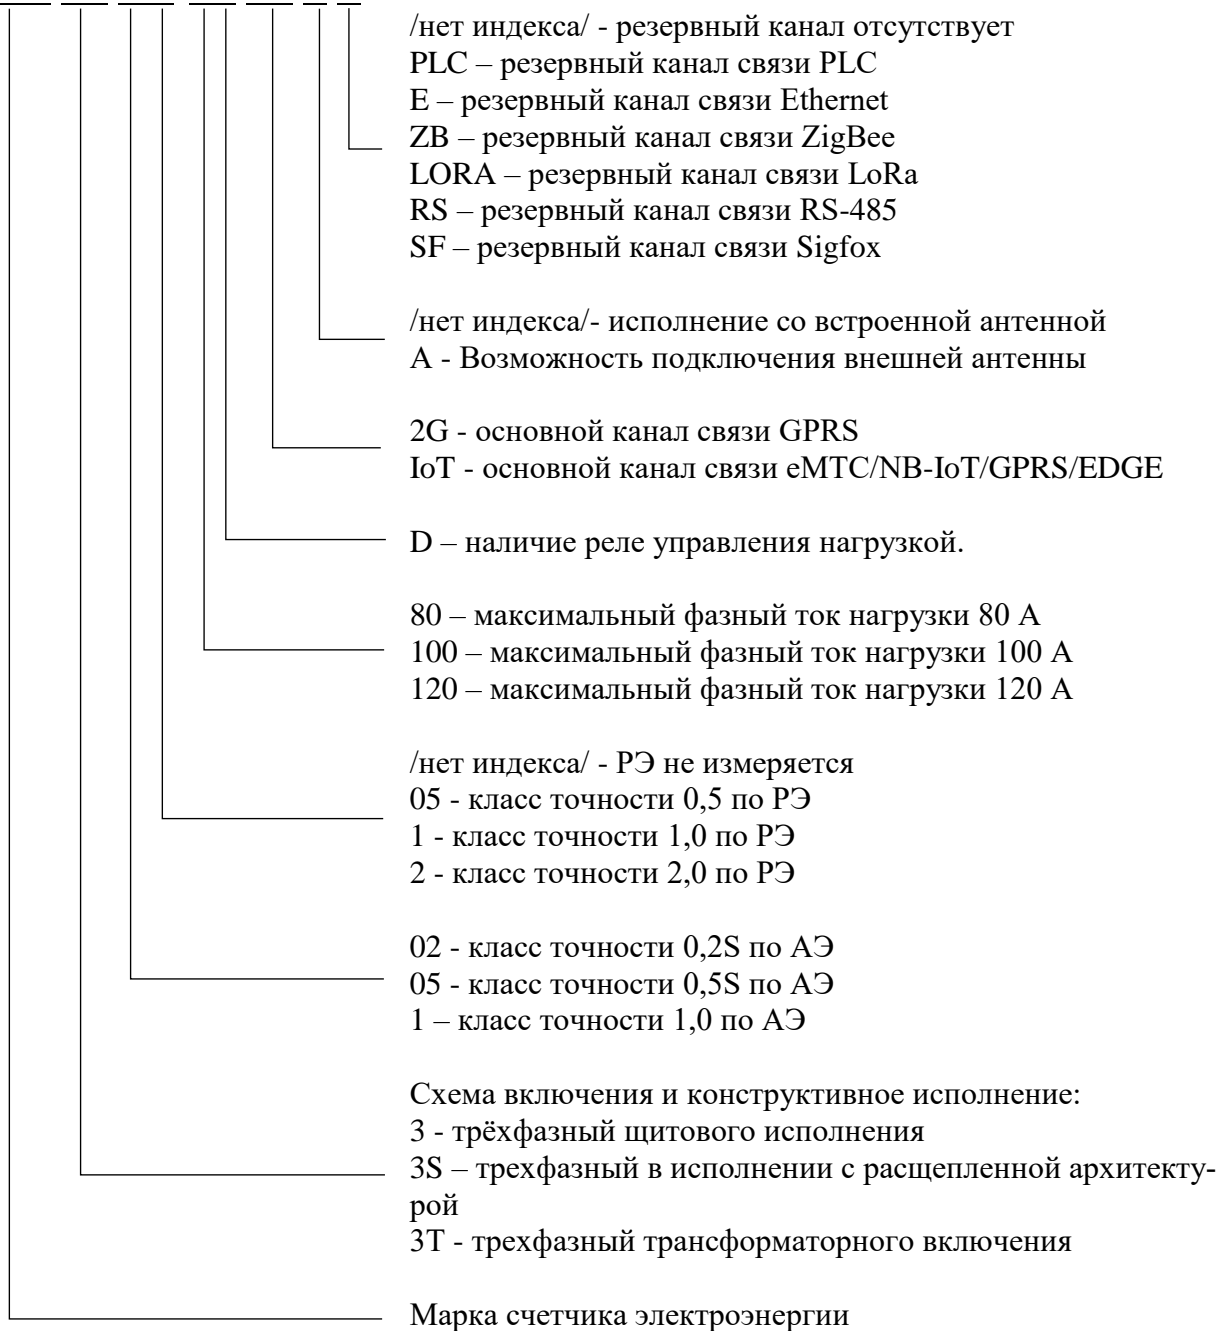 /нет индекса/ - резервный канал отсутствует
PLC – резервный канал связи PLC
E – резервный канал связи Ethernet
ZB – резервный канал связи ZigBee
LORA – резервный канал связи LoRa
RS – резервный канал связи RS-485
SF – резервный канал связи Sigfox
/нет индекса/- исполнение со встроенной антенной
А - Возможность подключения внешней антенны
2G - основной канал связи GPRS
IoT - основной канал связи eMTC/NB-IoT/GPRS/EDGE
D – наличие реле управления нагрузкой.
80 – максимальный фазный ток нагрузки 80 А
100 – максимальный фазный ток нагрузки 100 А
120 – максимальный фазный ток нагрузки 120 А
/нет индекса/ - РЭ не измеряется
05 - класс точности 0,5 по РЭ
1 - класс точности 1,0 по РЭ
2 - класс точности 2,0 по РЭ
02 - класс точности 0,2S по АЭ
05 - класс точности 0,5S по АЭ
1 – класс точности 1,0 по АЭ
Схема включения и конструктивное исполнение:
3 - трёхфазный щитового исполнения
3S – трехфазный в исполнении с расщепленной архитекту-
рой
3T - трехфазный трансформаторного включения
Марка счетчика электроэнергии